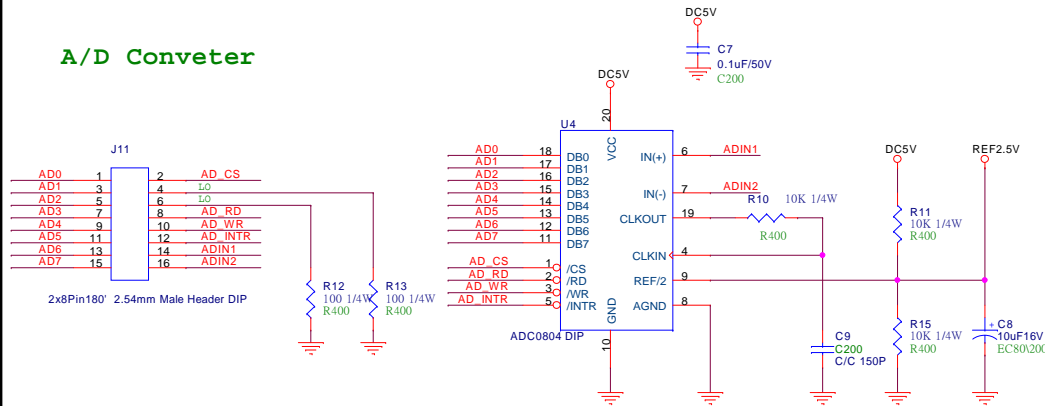 A/D Conveter
DC5V
C7
0.1uF/50V
C200
J11
AD0 1 2 AD_CS
AD1 3 4 LO
AD2 5 6 LO
AD3 7 8 AD_RD
AD4 9 10 AD_WR
AD5 11 12 AD_INTR
AD6 13 14 ADIN1
AD7 15 16 ADIN2
2x8Pin180' 2.54mm Male Header DIP
R12
100 1/4W
R400
R13
100 1/4W
R400
DC5V
20
U4
VCC
AD0 18 DB0
AD1 17 DB1
AD2 16 DB2
AD3 15 DB3
AD4 14 DB4
AD5 13 DB5
AD6 12 DB6
AD7 11 DB7
AD_CS 1 /CS
AD_RD 2 /RD
AD_WR 3 /WR
AD_INTR 5 /INTR
IN(+) 6 ADIN1
IN(-) 7 ADIN2
CLKOUT 19
CLKIN 4
REF/2 9
AGND 8
GND
10
ADC0804 DIP
R10 10K 1/4W
R400
C9
C200
C/C 150P
DC5V
R11
10K 1/4W
R400
R15
10K 1/4W
R400
REF2.5V
+ C8
10uF16V
EC80\200